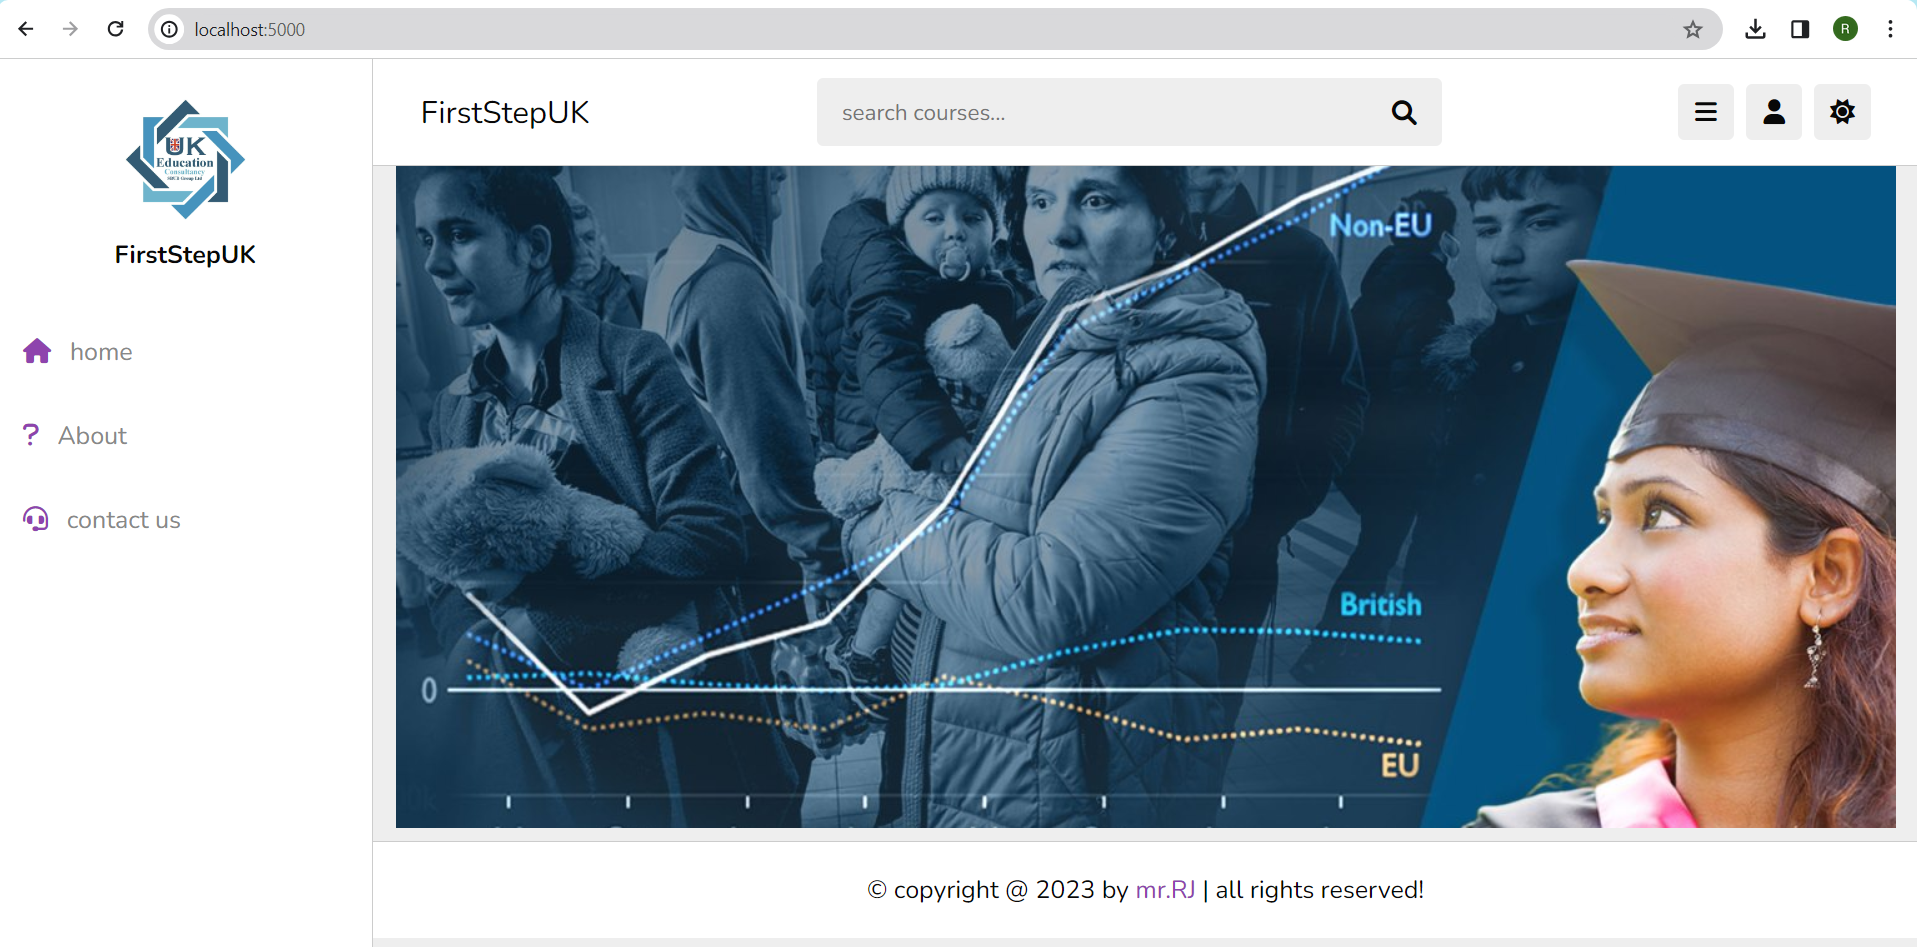 localhost:5000
R
UK
Education
Consultancy
FirstStepUK
home
? About
contact us
FirstStepUK
search courses...
Non-EU
British
0
EU
© copyright @ 2023 by mr.RJ | all rights reserved!